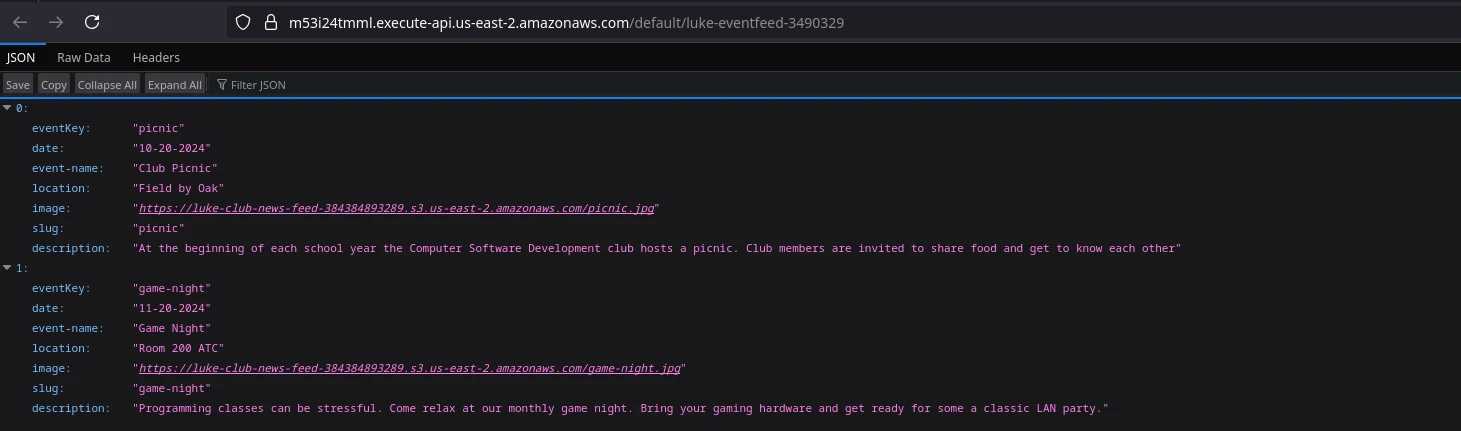 m53i24tmml.execute-api.us-east-2.amazonaws.com/default/luke-eventfeed-3490329
JSON Raw Data Headers
Save Copy Collapse All Expand All Filter JSON
0:
eventKey: "picnic"
date: "10-20-2024"
event-name: "Club Picnic"
location: "Field by Oak"
image: "https://luke-club-news-feed-384384893289.s3.us-east-2.amazonaws.com/picnic.jpg"
slug: "picnic"
description: "At the beginning of each school year the Computer Software Development club hosts a picnic. Club members are invited to share food and get to know each other"
1:
eventKey: "game-night"
date: "11-20-2024"
event-name: "Game Night"
location: "Room 200 ATC"
image: "https://luke-club-news-feed-384384893289.s3.us-east-2.amazonaws.com/game-night.jpg"
slug: "game-night"
description: "Programming classes can be stressful. Come relax at our monthly game night. Bring your gaming hardware and get ready for some a classic LAN party."